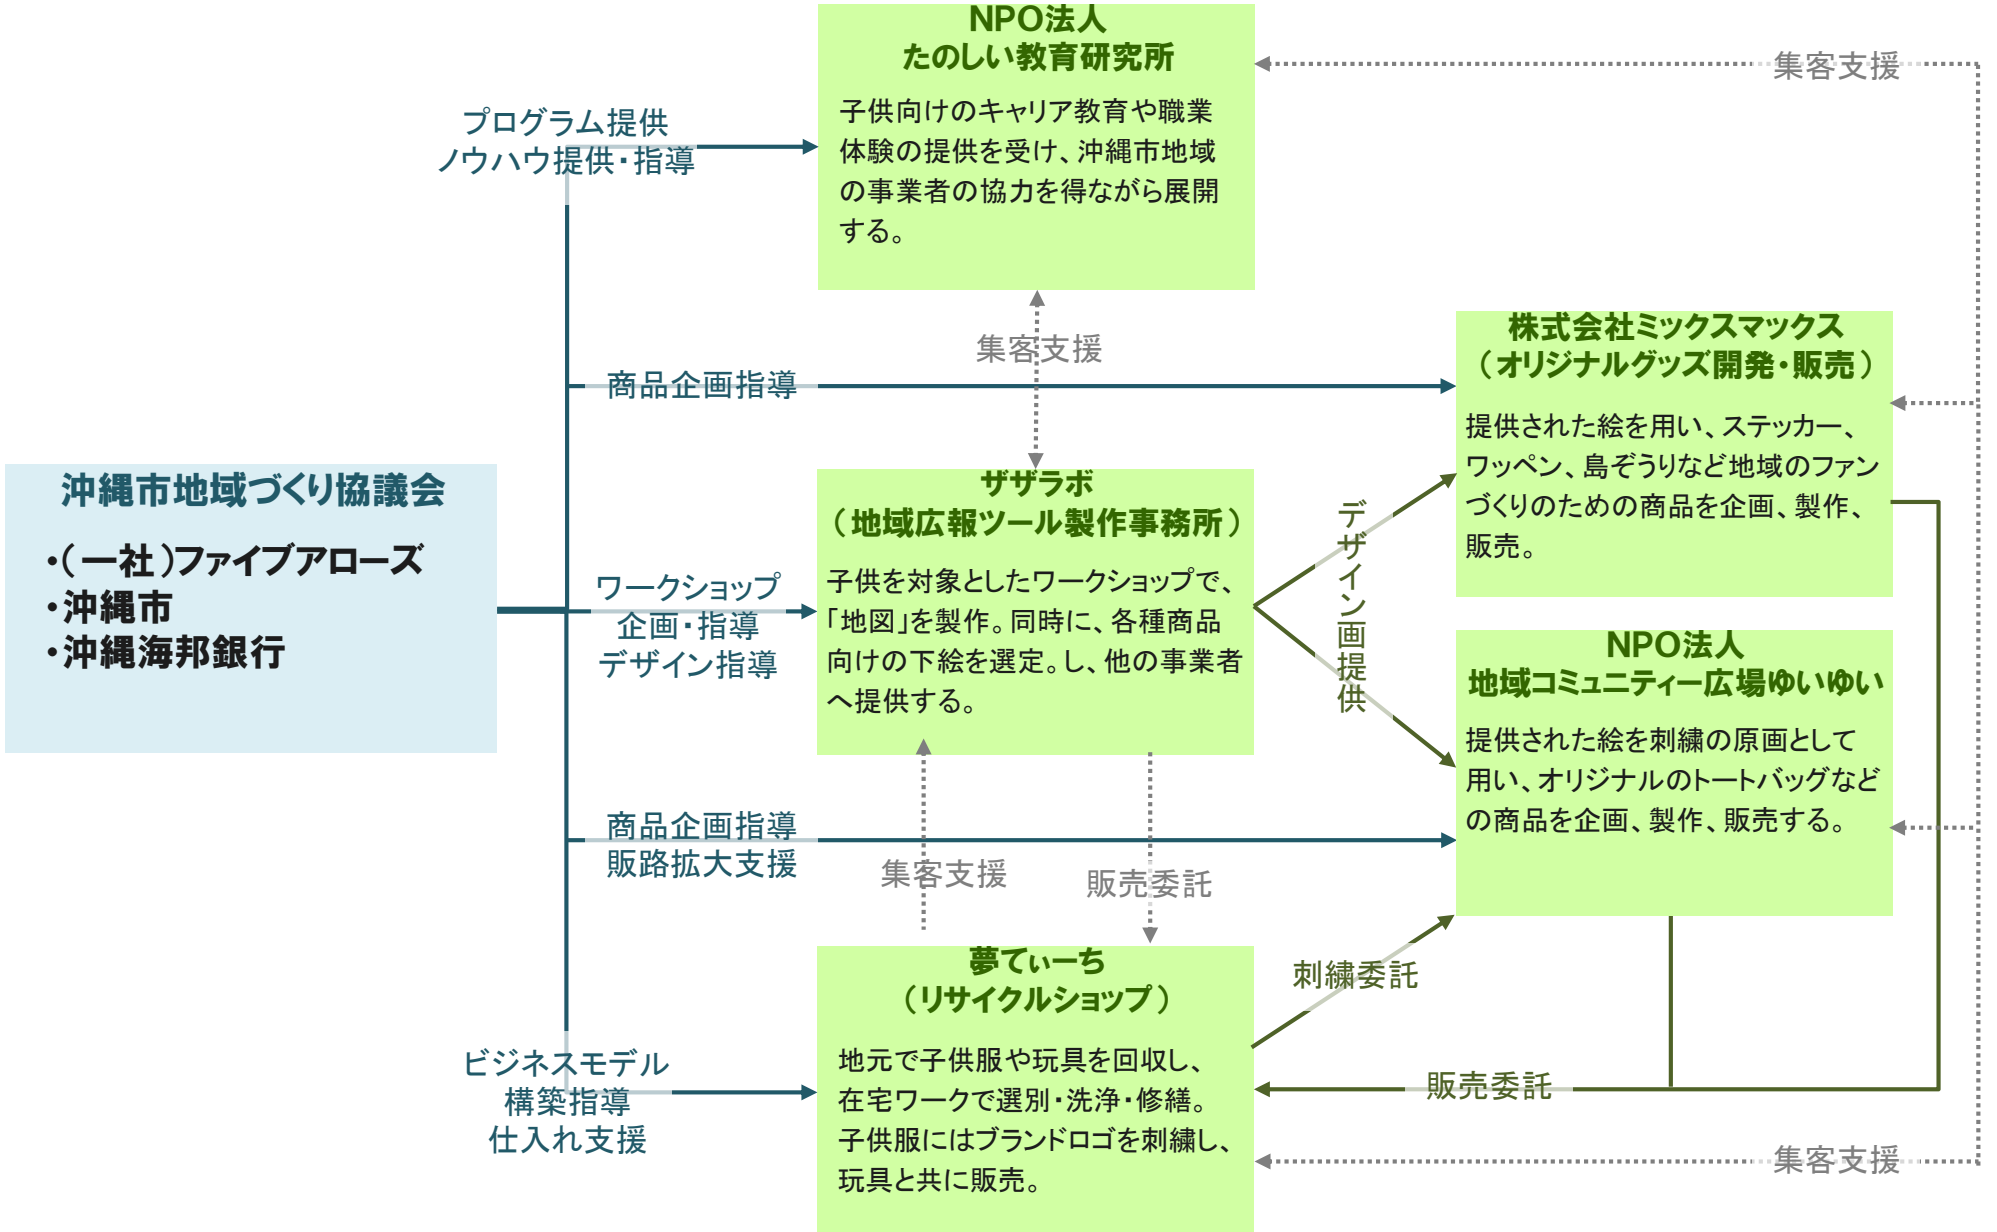 NPO法人
たのしい教育研究所
子供向けのキャリア教育や職業
体験の提供を受け、沖縄市地域
の事業者の協力を得ながら展開
する。
集客支援
プログラム提供
ノウハウ提供・指導
集客支援
商品企画指導
株式会社ミックスマックス
（オリジナルグッズ開発・販売）
提供された絵を用い、ステッカー、
ワッペン、島ぞうりなど地域のファン
づくりのための商品を企画、製作、
販売。
沖縄市地域づくり協議会
・（一社）ファイブアローズ
・沖縄市
・沖縄海邦銀行
ザザラボ
（地域広報ツール製作事務所）
子供を対象としたワークショップで、
「地図」を製作。同時に、各種商品
向けの下絵を選定。し、他の事業者
へ提供する。
ワークショップ
企画・指導
デザイン指導
デザイン画提供
NPO法人
地域コミュニティー広場ゆいゆい
提供された絵を刺繍の原画として
用い、オリジナルのトートバッグなど
の商品を企画、製作、販売する。
商品企画指導
販路拡大支援
集客支援
販売委託
夢てぃーち
（リサイクルショップ）
地元で子供服や玩具を回収し、
在宅ワークで選別・洗浄・修繕。
子供服にはブランドロゴを刺繍し、
玩具と共に販売。
刺繍委託
ビジネスモデル
構築指導
仕入れ支援
販売委託
集客支援